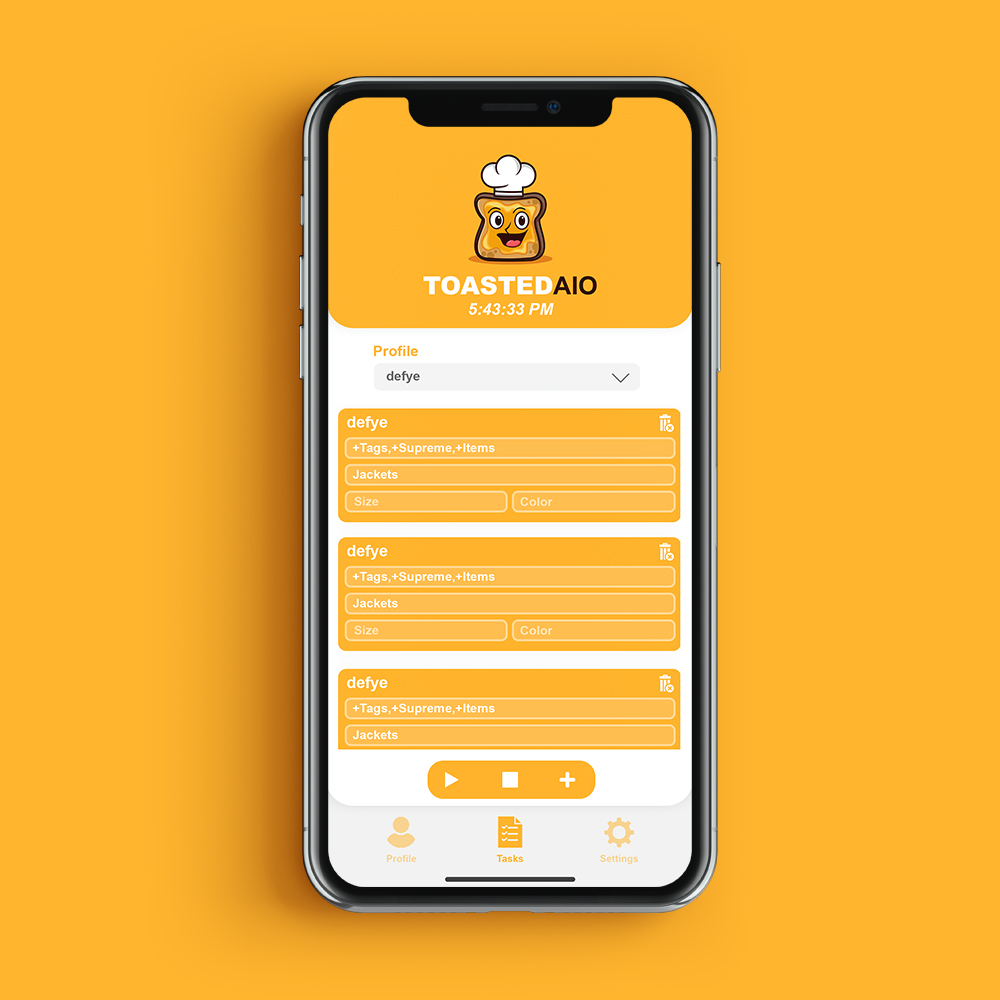 TOASTEDAIO
5:43:33 PM
Profile
defye
defye
+Tags,+Supreme,+Items
Jackets
Size Color
defye
+Tags,+Supreme,+Items
Jackets
Size Color
defye
+Tags,+Supreme,+Items
Jackets
Profile Tasks Settings